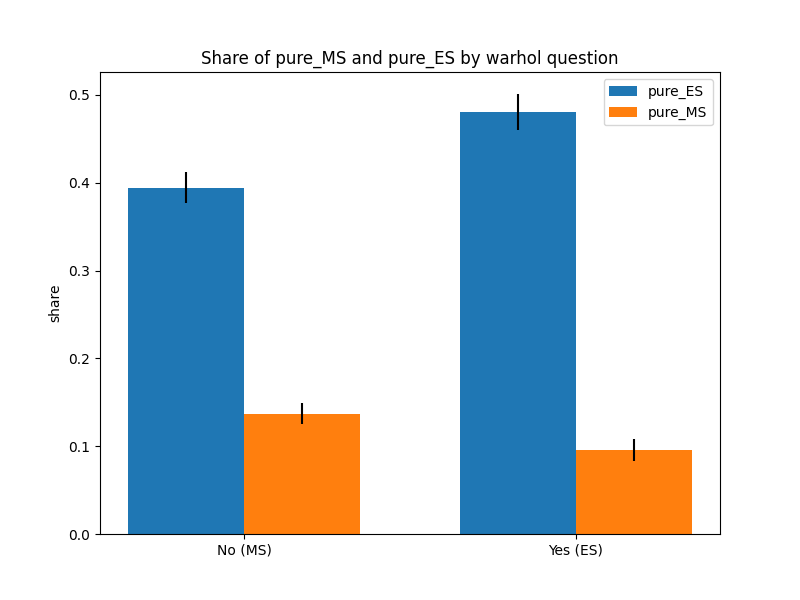 Share of pure_MS and pure_ES by warhol question
pure_ES
pure_MS
share
0.5
0.4
0.3
0.2
0.1
0.0
No (MS)
Yes (ES)